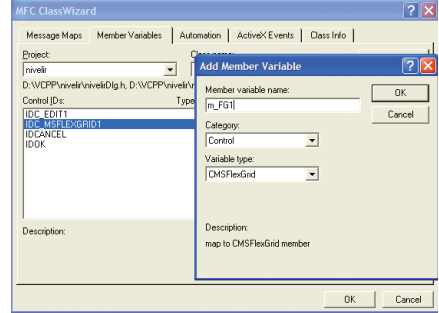 MFC ClassWizard
Message Maps Member Variables Automation ActiveX Events Class Info
Project:
nivelir
D:\VCPP\nivelir\nivelirDlg.h, D:\VCPP\nivelir\
Control IDs:
IDC_EDIT1
IDC_MSFLEXGRID1
IDCANCEL
IDOK
Description:
Add Member Variable
Member variable name:
m_FG1
Category:
Control
Variable type:
CMSFlexGrid
Description:
map to CMSFlexGrid member
OK
Cancel
OK Cancel